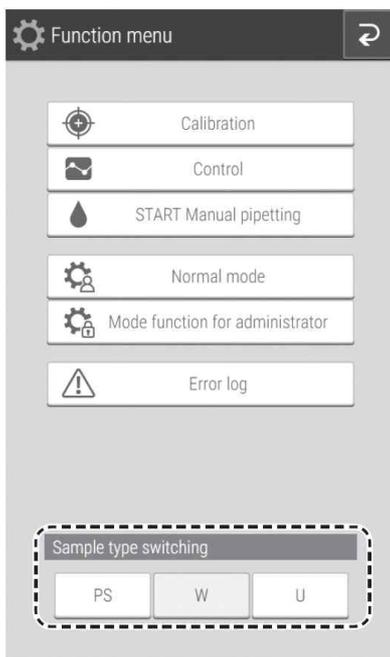 Function menu
Calibration
Control
START Manual pipetting
Normal mode
Mode function for administrator
Error log
Sample type switching
PS
W
U